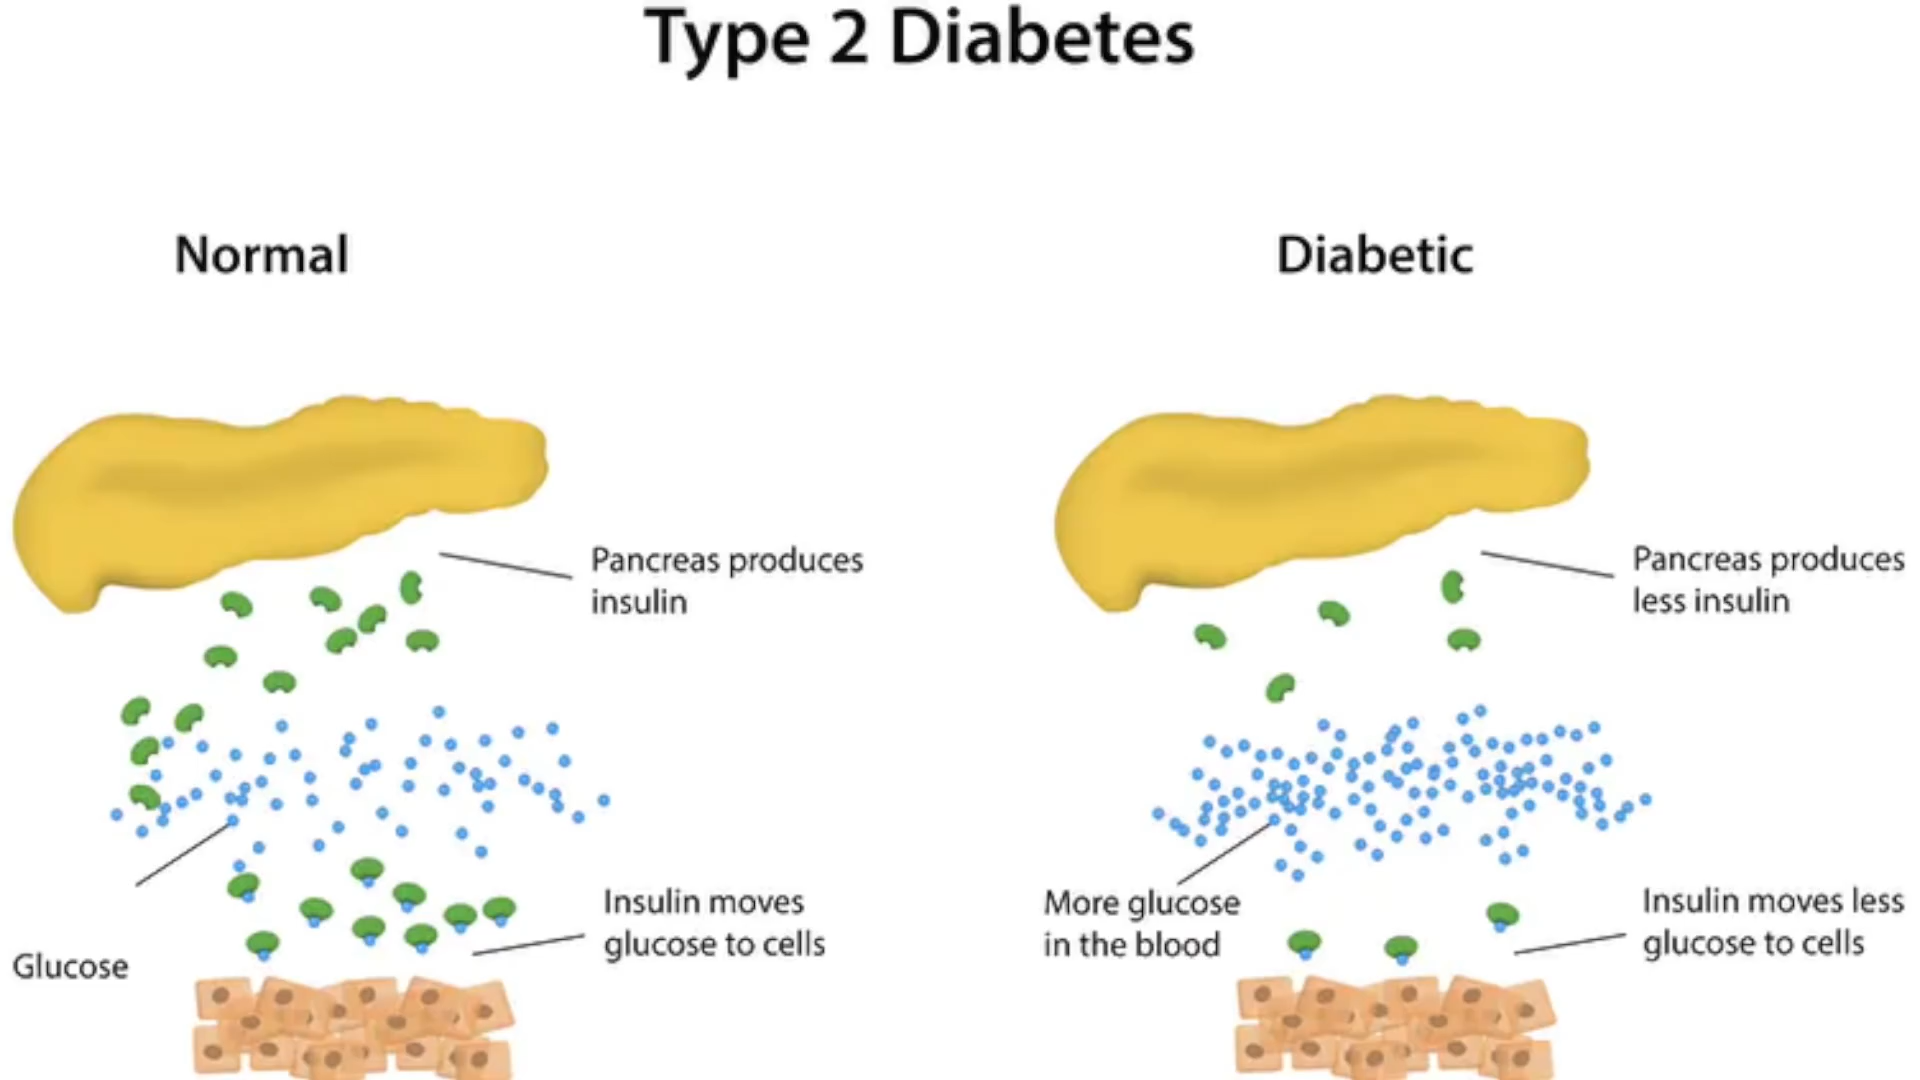 Type 2 Diabetes
Normal
Diabetic
Pancreas produces
insulin
Pancreas produces
less insulin
Glucose
Insulin moves
glucose to cells
More glucose
in the blood
Insulin moves less
glucose to cells